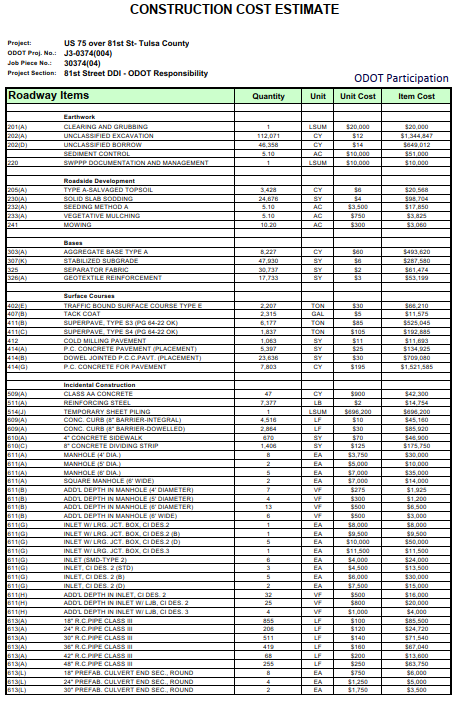 CONSTRUCTION COST ESTIMATE
Project: US 75 over 81st St- Tulsa County
ODOT Proj. No.: J3-0374(004)
Job Piece No.: 30374(04)
Project Section: 81st Street DDI - ODOT Responsibility
ODOT Participation
Roadway Items Quantity Unit Unit Cost Item Cost
Earthwork
201(A) CLEARING AND GRUBBING 1 LSUM $20,000 $20,000
202(A) UNCLASSIFIED EXCAVATION 112,071 CY $12 $1,344,847
202(D) UNCLASSIFIED BORROW 46,358 CY $14 $649,012
SEDIMENT CONTROL 5.10 AC $10,000 $51,000
220 SWPPP DOCUMENTATION AND MANAGEMENT 1 LSUM $10,000 $10,000
Roadside Development
205(A) TYPE A-SALVAGED TOPSOIL 3,428 CY $6 $20,568
230(A) SOLID SLAB SODDING 24,676 SY $4 $98,704
232(A) SEEDING METHOD A 5.10 AC $3,500 $17,850
233(A) VEGETATIVE MULCHING 5.10 AC $750 $3,825
241 MOWING 10.20 AC $300 $3,060
Bases
303(A) AGGREGATE BASE TYPE A 8,227 CY $60 $493,620
307(K) STABILIZED SUBGRADE 47,930 SY $6 $287,580
325 SEPARATOR FABRIC 30,737 SY $2 $61,474
326(A) GEOTEXTILE REINFORCEMENT 17,733 SY $3 $53,199
Surface Courses
402(E) TRAFFIC BOUND SURFACE COURSE TYPE E 2,207 TON $30 $66,210
407(B) TACK COAT 2,315 GAL $5 $11,575
411(B) SUPERPAVE, TYPE S3 (PG 64-22 OK) 6,177 TON $85 $525,045
411(C) SUPERPAVE, TYPE S4 (PG 64-22 OK) 1,837 TON $105 $192,885
412 COLD MILLING PAVEMENT 1,063 SY $11 $11,693
414(A) P.C. CONCRETE PAVEMENT (PLACEMENT) 5,397 SY $25 $134,925
414(B) DOWEL JOINTED P.C.C.PAVT. (PLACEMENT) 23,636 SY $30 $709,080
414(G) P.C. CONCRETE FOR PAVEMENT 7,803 CY $195 $1,521,585
Incidental Construction
509(A) CLASS AA CONCRETE 47 CY $900 $42,300
511(A) REINFORCING STEEL 7,377 LB $2 $14,754
514(J) TEMPORARY SHEET PILING 1 LSUM $696,200 $696,200
609(A) CONC. CURB (6" BARRIER-INTEGRAL) 4,516 LF $10 $45,160
609(A) CONC. CURB (8" BARRIER-DOWELLED) 2,864 LF $30 $85,920
610(A) 4" CONCRETE SIDEWALK 670 SY $70 $46,900
610(C) 8" CONCRETE DIVIDING STRIP 1,406 SY $125 $175,750
611(A) MANHOLE (4' DIA.) 8 EA $3,750 $30,000
611(A) MANHOLE (5' DIA.) 2 EA $5,000 $10,000
611(A) MANHOLE (6' DIA.) 5 EA $7,000 $35,000
611(A) SQUARE MANHOLE (6' WIDE) 2 EA $7,000 $14,000
611(B) ADD'L DEPTH IN MANHOLE (4' DIAMETER) 7 VF $275 $1,925
611(B) ADD'L DEPTH IN MANHOLE (5' DIAMETER) 4 VF $300 $1,200
611(B) ADD'L DEPTH IN MANHOLE (6' DIAMETER) 13 VF $500 $6,500
611(B) ADD'L DEPTH IN MANHOLE (6' WIDE) 6 VF $500 $3,000
611(G) INLET W/ LRG. JCT. BOX, CI DES.2 1 EA $8,000 $8,000
611(G) INLET W/ LRG. JCT. BOX, CI DES.2 (B) 1 EA $9,500 $9,500
611(G) INLET W/ LRG. JCT. BOX, CI DES.2 (D) 5 EA $10,000 $50,000
611(G) INLET W/ LRG. JCT. BOX, CI DES.3 1 EA $11,500 $11,500
611(G) INLET (SMD-TYPE 2) 6 EA $4,000 $24,000
611(G) INLET, CI DES. 2 (STD) 3 EA $4,500 $13,500
611(G) INLET, CI DES. 2 (B) 5 EA $6,000 $30,000
611(G) INLET, CI DES. 2 (D) 2 EA $7,500 $15,000
611(H) ADD'L DEPTH IN INLET, CI DES. 2 32 VF $500 $16,000
611(H) ADD'L DEPTH IN INLET W/ LJB, CI DES. 2 25 VF $800 $20,000
611(H) ADD'L DEPTH IN INLET W/ LJB, CI DES. 3 4 VF $1,000 $4,000
613(A) 18" R.C.PIPE CLASS III 855 LF $100 $85,500
613(A) 24" R.C.PIPE CLASS III 206 LF $120 $24,720
613(A) 30" R.C.PIPE CLASS III 511 LF $140 $71,540
613(A) 36" R.C.PIPE CLASS III 419 LF $160 $67,040
613(A) 42" R.C.PIPE CLASS III 68 LF $200 $13,600
613(A) 48" R.C.PIPE CLASS III 255 LF $250 $63,750
613(L) 18" PREFAB. CULVERT END SEC., ROUND 8 EA $750 $6,000
613(L) 24" PREFAB. CULVERT END SEC., ROUND 4 EA $1,250 $5,000
613(L) 30" PREFAB. CULVERT END SEC., ROUND 2 EA $1,750 $3,500